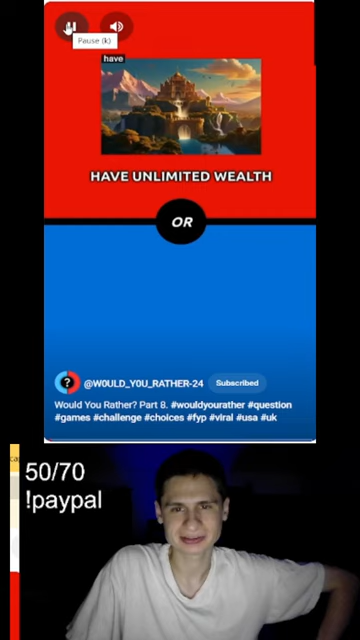 Pause (k)
have
HAVE UNLIMITED WEALTH
OR
?
@W0ULD_Y0U_RATHER-24 Subscribed
Would You Rather? Part 8. #wouldyourather #question
#games #challenge #choices #fyp #viral #usa #uk
50/70
!paypal